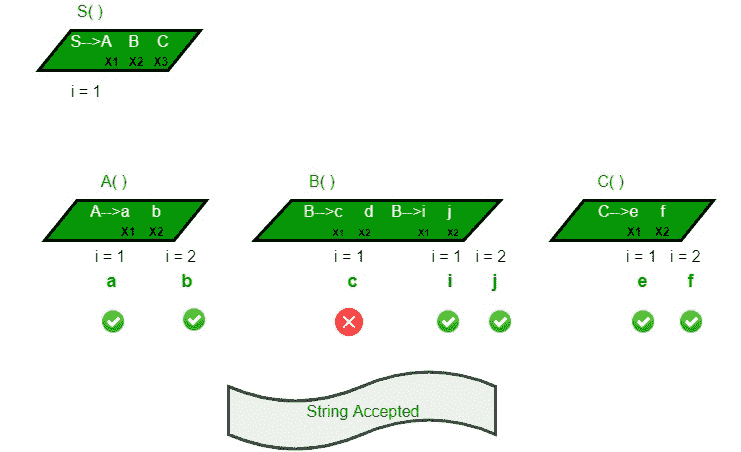 S( )
S-->A B C
X1 X2 X3
i = 1
A( ) B( ) C( )
A-->a b B-->c d B-->i j C-->e f
X1 X2 X1 X2 X1 X2 X1 X2
i = 1 i = 2 i = 1 i = 1 i = 2 i = 1 i = 2
a b c i j e f
String Accepted